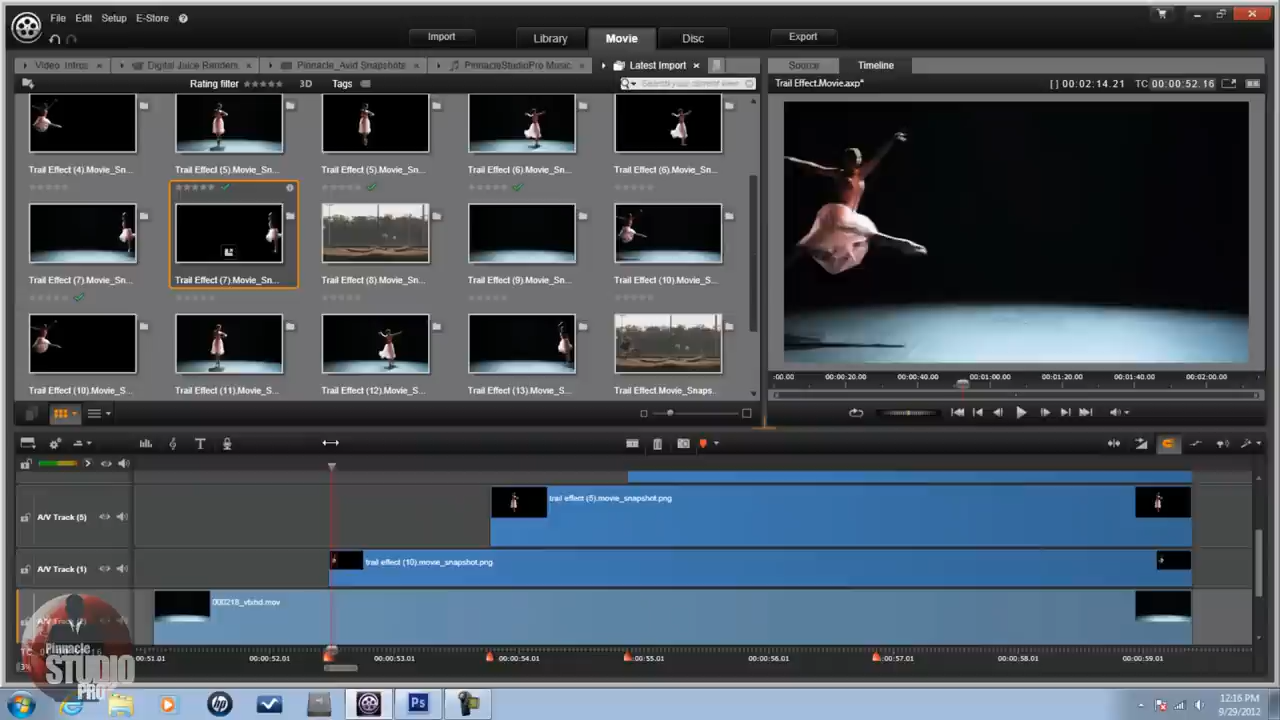 File Edit Setup E-Store
Import Library Movie Disc Export
Video Intros Digital Juice Renders. Pinnacle_Avid Snapshots PinnacleStudioPro Music. Latest Import
Source Timeline
Rating filter 3D Tags Search your current view
Trail Effect.Movie.axp* [ ] 00:02:14.21 TC 00:00:52.16
Trail Effect (4).Movie_Sn... Trail Effect (5).Movie_Sn... Trail Effect (5).Movie_Sn... Trail Effect (6).Movie_Sn... Trail Effect (6).Movie_Sn...
Trail Effect (7).Movie_Sn... Trail Effect (7).Movie_Sn... Trail Effect (8).Movie_Sn... Trail Effect (9).Movie_Sn... Trail Effect (10).Movie_S...
Trail Effect (10).Movie_S... Trail Effect (11).Movie_S... Trail Effect (12).Movie_S... Trail Effect (13).Movie_S... Trail Effect.Movie_Snaps...
:00.00 00:00:20.00 00:00:40.00 00:01:00.00 00:01:20.00 00:01:40.00 00:02:00.00
A/V Track (5) trail effect (5).movie_snapshot.png
A/V Track (1) trail effect (10).movie_snapshot.png
000218_vtxhd.mov
Pinnacle
STUDIO
PRO
:00:51.01 00:00:52.01 00:00:53.01 00:00:54.01 00:00:55.01 00:00:56.01 00:00:57.01 00:00:58.01 00:00:59.01
12:16 PM
9/29/2012